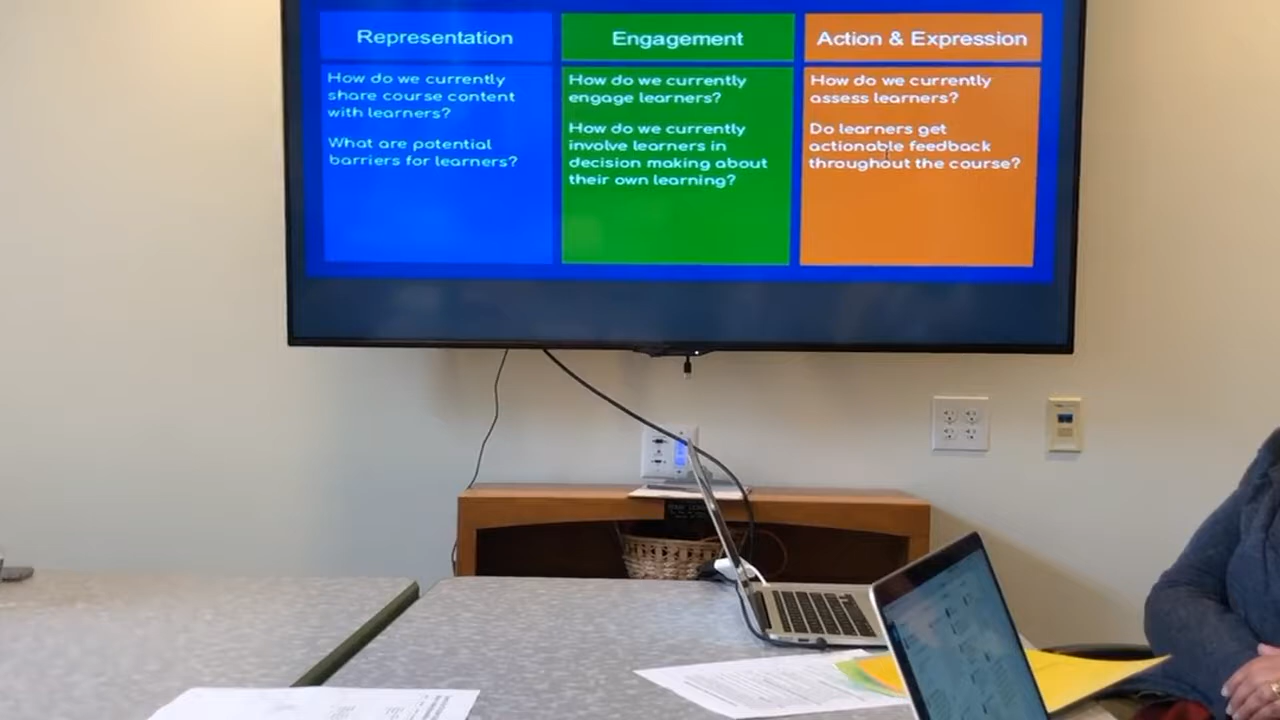 Representation
How do we currently
share course content
with learners?
What are potential
barriers for learners?
Engagement
How do we currently
engage learners?
How do we currently
involve learners in
decision making about
their own learning?
Action & Expression
How do we currently
assess learners?
Do learners get
actionable feedback
throughout the course?